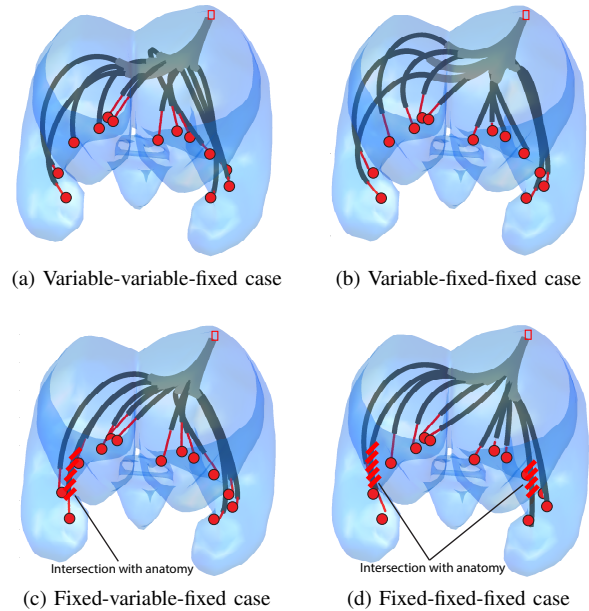 (a) Variable-variable-fixed case
(b) Variable-fixed-fixed case
Intersection with anatomy
Intersection with anatomy
(c) Fixed-variable-fixed case
(d) Fixed-fixed-fixed case